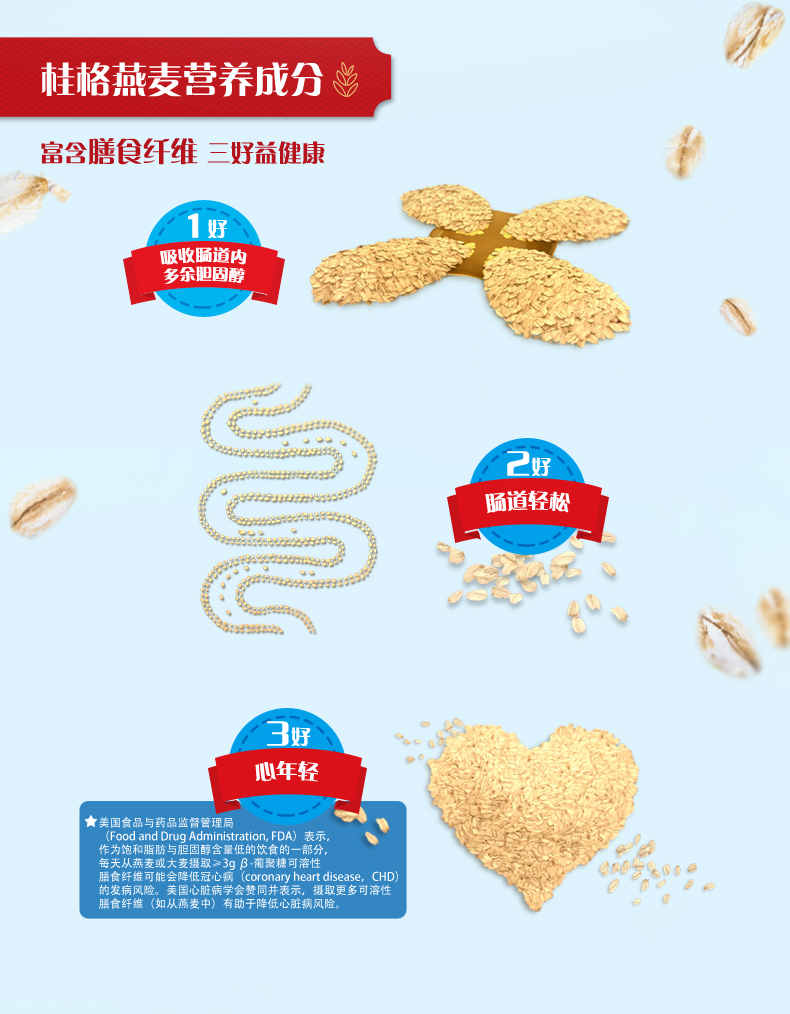 桂格燕麦营养成分
富含膳食纤维 三好益健康
1好
吸收肠道内
多余胆固醇
2好
肠道轻松
3好
心年轻
美国食品与药品监督管理局
（Food and Drug Administration, FDA）表示，
作为饱和脂肪与胆固醇含量低的饮食的一部分，
每天从燕麦或大麦摄取≥3g β-葡聚糖可溶性
膳食纤维可能会降低冠心病（coronary heart disease，CHD）
的发病风险。美国心脏病学会赞同并表示，摄取更多可溶性
膳食纤维（如从燕麦中）有助于降低心脏病风险。